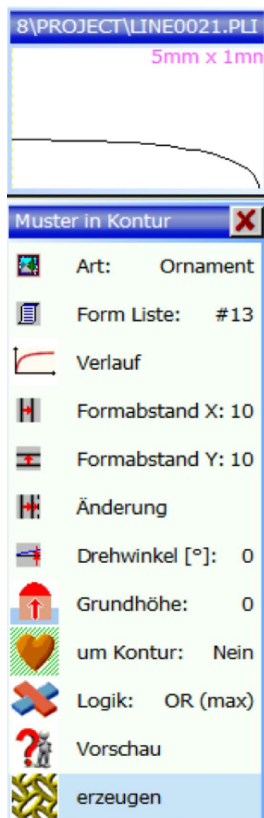 8\PROJECT\LINE0021.PLI
5mm x 1mm
Muster in Kontur
Art: Ornament
Form Liste: #13
Verlauf
Formabstand X: 10
Formabstand Y: 10
Änderung
Drehwinkel [°]: 0
Grundhöhe: 0
um Kontur: Nein
Logik: OR (max)
Vorschau
erzeugen